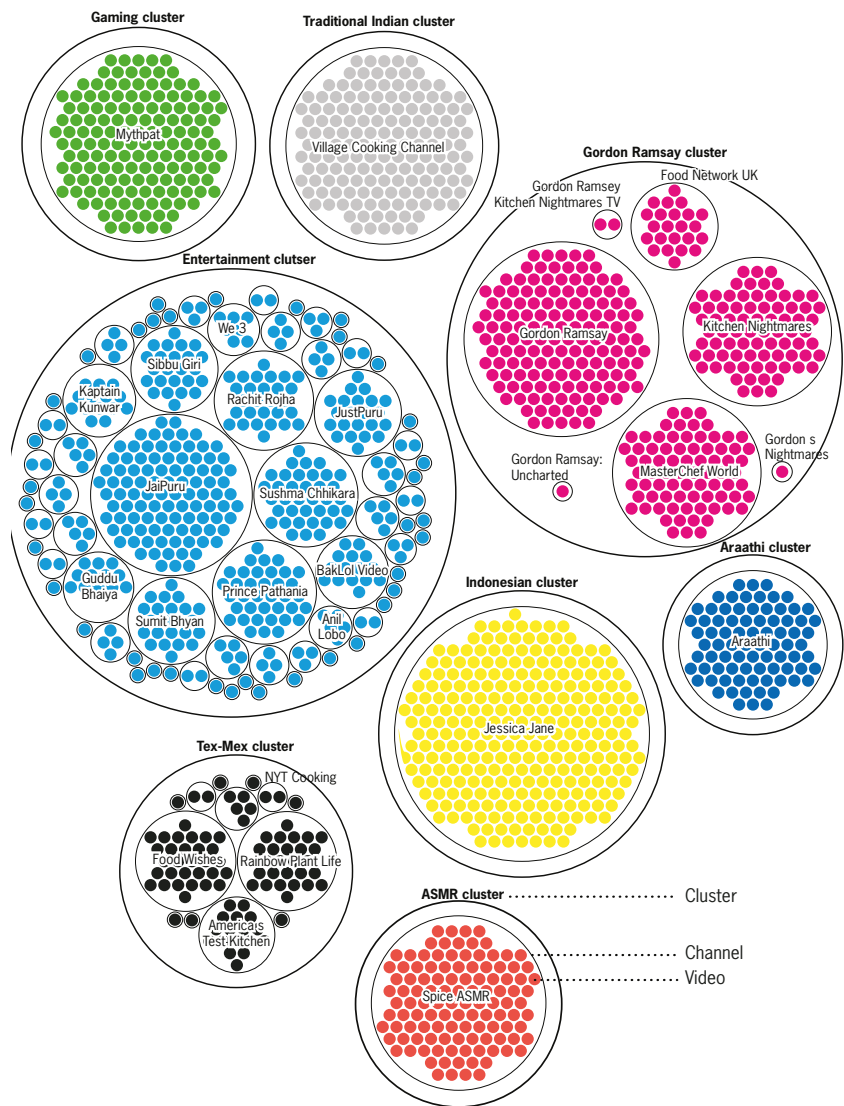 Gaming cluster
Mythpat
Traditional Indian cluster
Village Cooking Channel
Gordon Ramsay cluster
Food Network UK
Gordon Ramsey
Kitchen Nightmares TV
Gordon Ramsay
Kitchen Nightmares
MasterChef World
Gordon s
Nightmares
Gordon Ramsay:
Uncharted
Entertainment clutser
We 3
Sibbu Giri
Kaptain
Kunwar
Rachit Rojha
JustPuru
JaiPuru
Sushma Chhikara
BakLol Video
Prince Pathania
Guddu
Bhaiya
Sumit Bhyan
Anil
Lobo
Araathi cluster
Araathi
Indonesian cluster
Jessica Jane
Tex-Mex cluster
NYT Cooking
Food Wishes
Rainbow Plant Life
America s
Test Kitchen
ASMR cluster
Spice ASMR
Cluster
Channel
Video